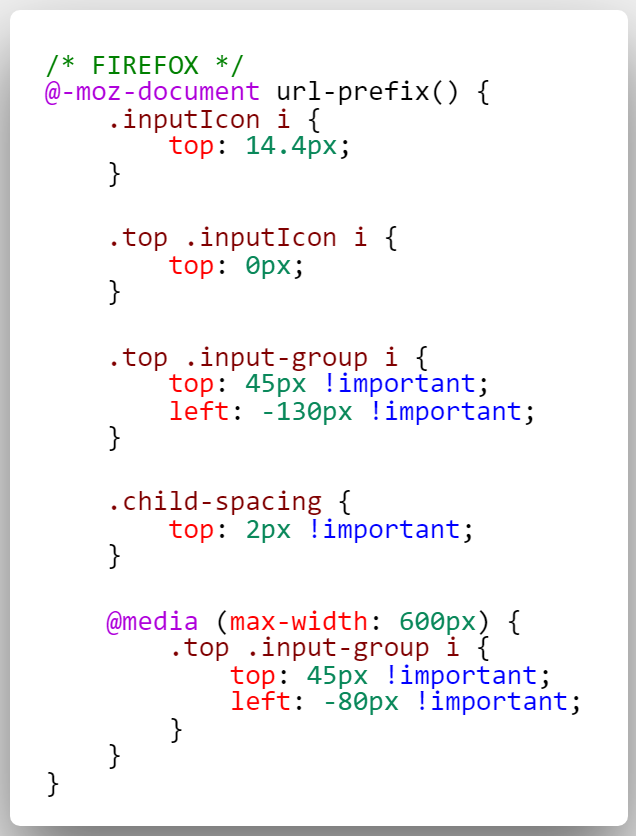 /* FIREFOX */
@-moz-document url-prefix() {
    .inputIcon i {
        top: 14.4px;
    }

    .top .inputIcon i {
        top: 0px;
    }

    .top .input-group i {
        top: 45px !important;
        left: -130px !important;
    }

    .child-spacing {
        top: 2px !important;
    }

    @media (max-width: 600px) {
        .top .input-group i {
            top: 45px !important;
            left: -80px !important;
        }
    }
}